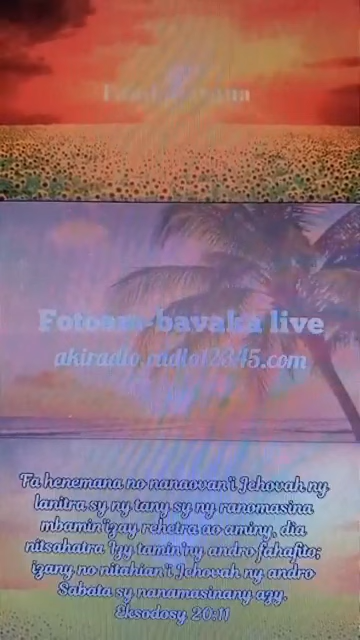 Fotoam-bavaka live
akiradio.radio12345.com
Fa henemana no nanaovan'i Jehovah ny
lanitra sy ny tany sy ny ranomasina
mbamin'izay rehetra ao aminy, dia
nitsahatra Izy tamin'ny andro fahafito;
izany no nitahian'i Jehovah ny andro
Sabata sy nanamasinany azy.
Eksodosy 20:11